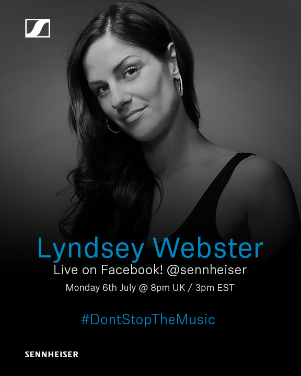 Lyndsey Webster
Live on Facebook! @sennheiser
Monday 6th July @ 8pm UK / 3pm EST
#DontStopTheMusic
SENNHEISER